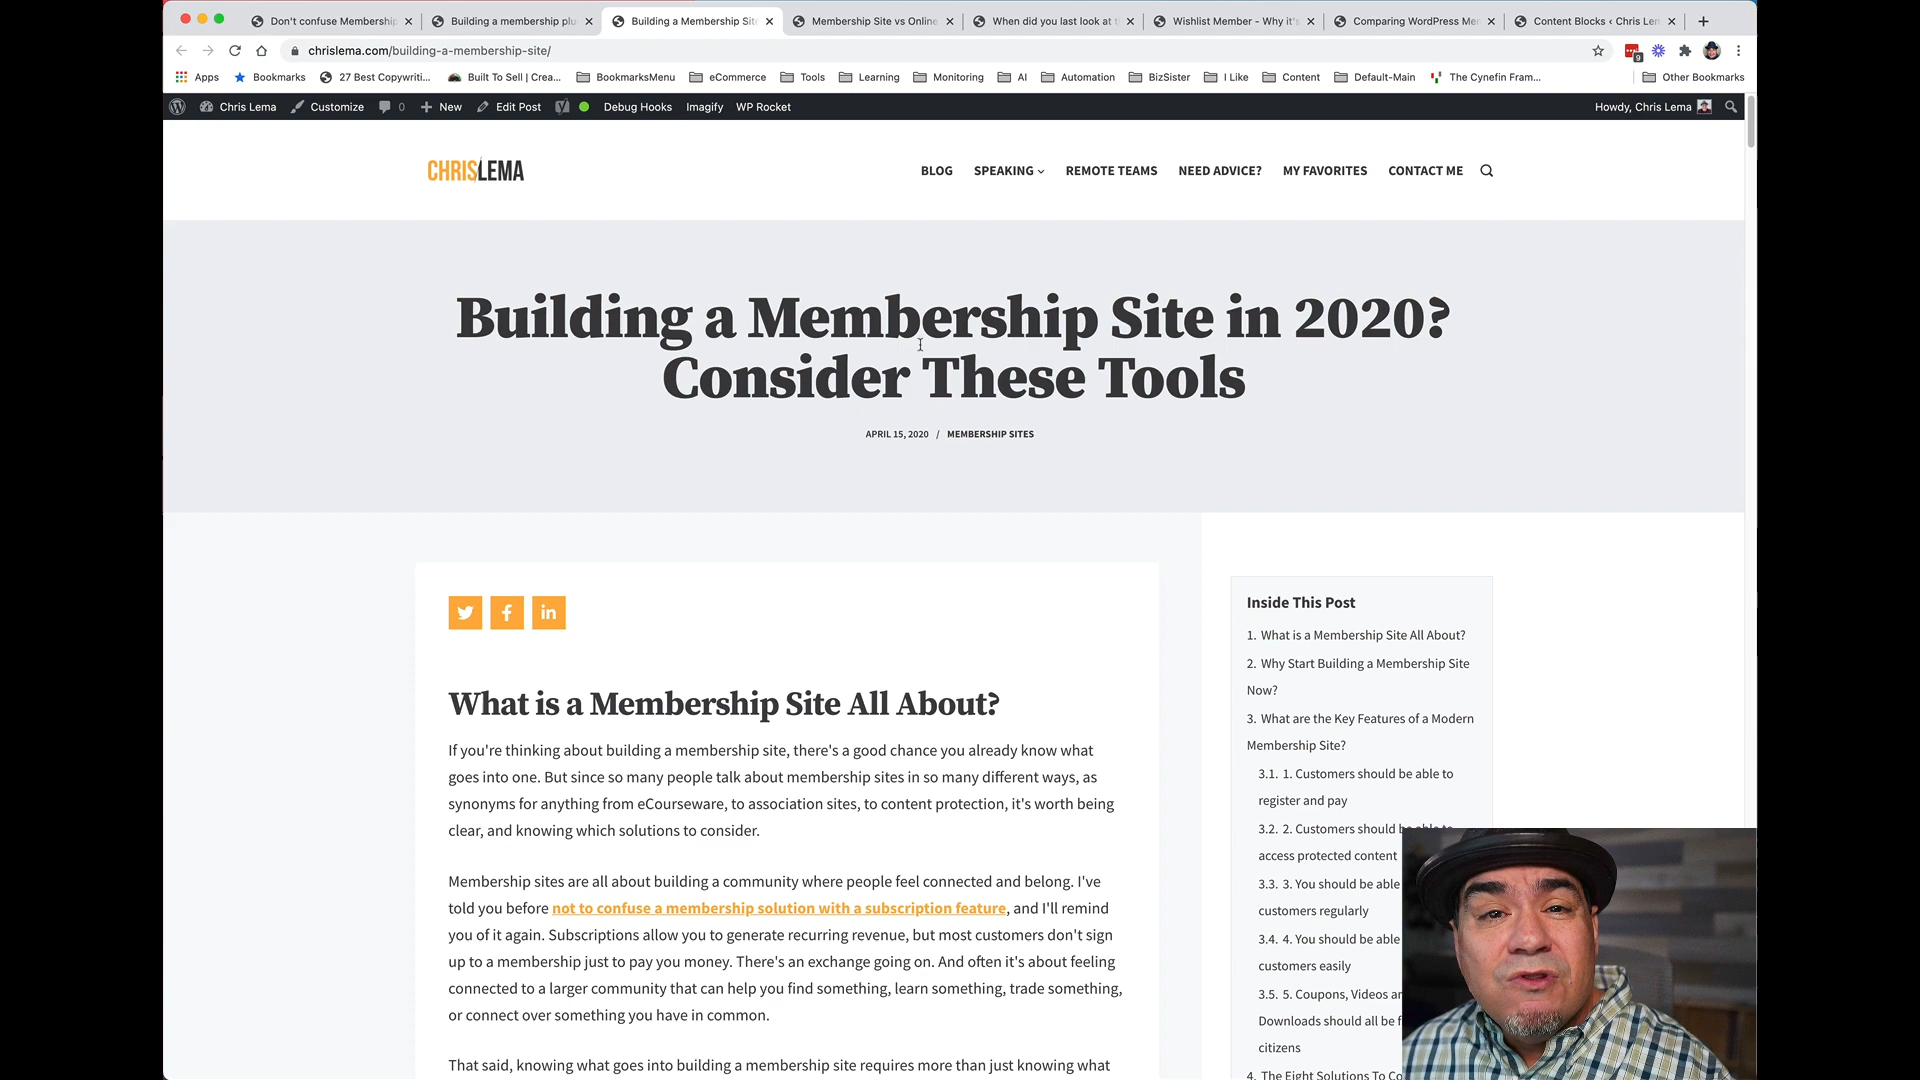 Don't confuse Membership
Building a membership plu
Building a Membership Sit
Membership Site vs Online
When did you last look at t
Wishlist Member - Why it's
Comparing WordPress Mem
Content Blocks ‹ Chris Len
chrislema.com/building-a-membership-site/
Apps
Bookmarks
27 Best Copywriti...
Built To Sell | Crea...
BookmarksMenu
eCommerce
Tools
Learning
Monitoring
AI
Automation
BizSister
I Like
Content
Default-Main
The Cynefin Fram...
Other Bookmarks
Chris Lema
Customize
0
New
Edit Post
Debug Hooks
Imagify
WP Rocket
Howdy, Chris Lema
CHRISLEMA
BLOG
SPEAKING
REMOTE TEAMS
NEED ADVICE?
MY FAVORITES
CONTACT ME
Building a Membership Site in 2020?
Consider These Tools
APRIL 15, 2020 / MEMBERSHIP SITES
What is a Membership Site All About?
If you're thinking about building a membership site, there's a good chance you already know what
goes into one. But since so many people talk about membership sites in so many different ways, as
synonyms for anything from eCourseware, to association sites, to content protection, it's worth being
clear, and knowing which solutions to consider.
Membership sites are all about building a community where people feel connected and belong. I've
told you before not to confuse a membership solution with a subscription feature, and I'll remind
you of it again. Subscriptions allow you to generate recurring revenue, but most customers don't sign
up to a membership just to pay you money. There's an exchange going on. And often it's about feeling
connected to a larger community that can help you find something, learn something, trade something,
or connect over something you have in common.
That said, knowing what goes into building a membership site requires more than just knowing what
Inside This Post
1. What is a Membership Site All About?
2. Why Start Building a Membership Site
Now?
3. What are the Key Features of a Modern
Membership Site?
3.1. 1. Customers should be able to
register and pay
3.2. 2. Customers should be able to
access protected content
3.3. 3. You should be able
customers regularly
3.4. 4. You should be able
customers easily
3.5. 5. Coupons, Videos an
Downloads should all be f
citizens
4. The Eight Solutions To Co